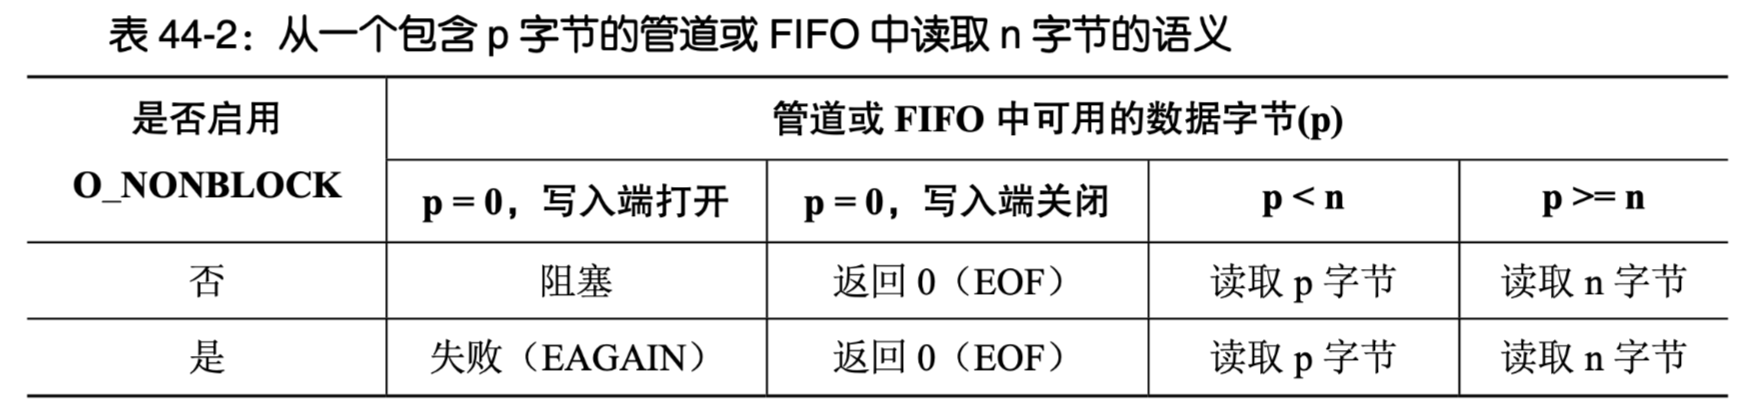 表 44-2：从一个包含 p 字节的管道或 FIFO 中读取 n 字节的语义
是否启用 O_NONBLOCK 管道或 FIFO 中可用的数据字节(p)
p = 0，写入端打开 p = 0，写入端关闭 p < n p >= n
否 阻塞 返回 0（EOF） 读取 p 字节 读取 n 字节
是 失败（EAGAIN） 返回 0（EOF） 读取 p 字节 读取 n 字节